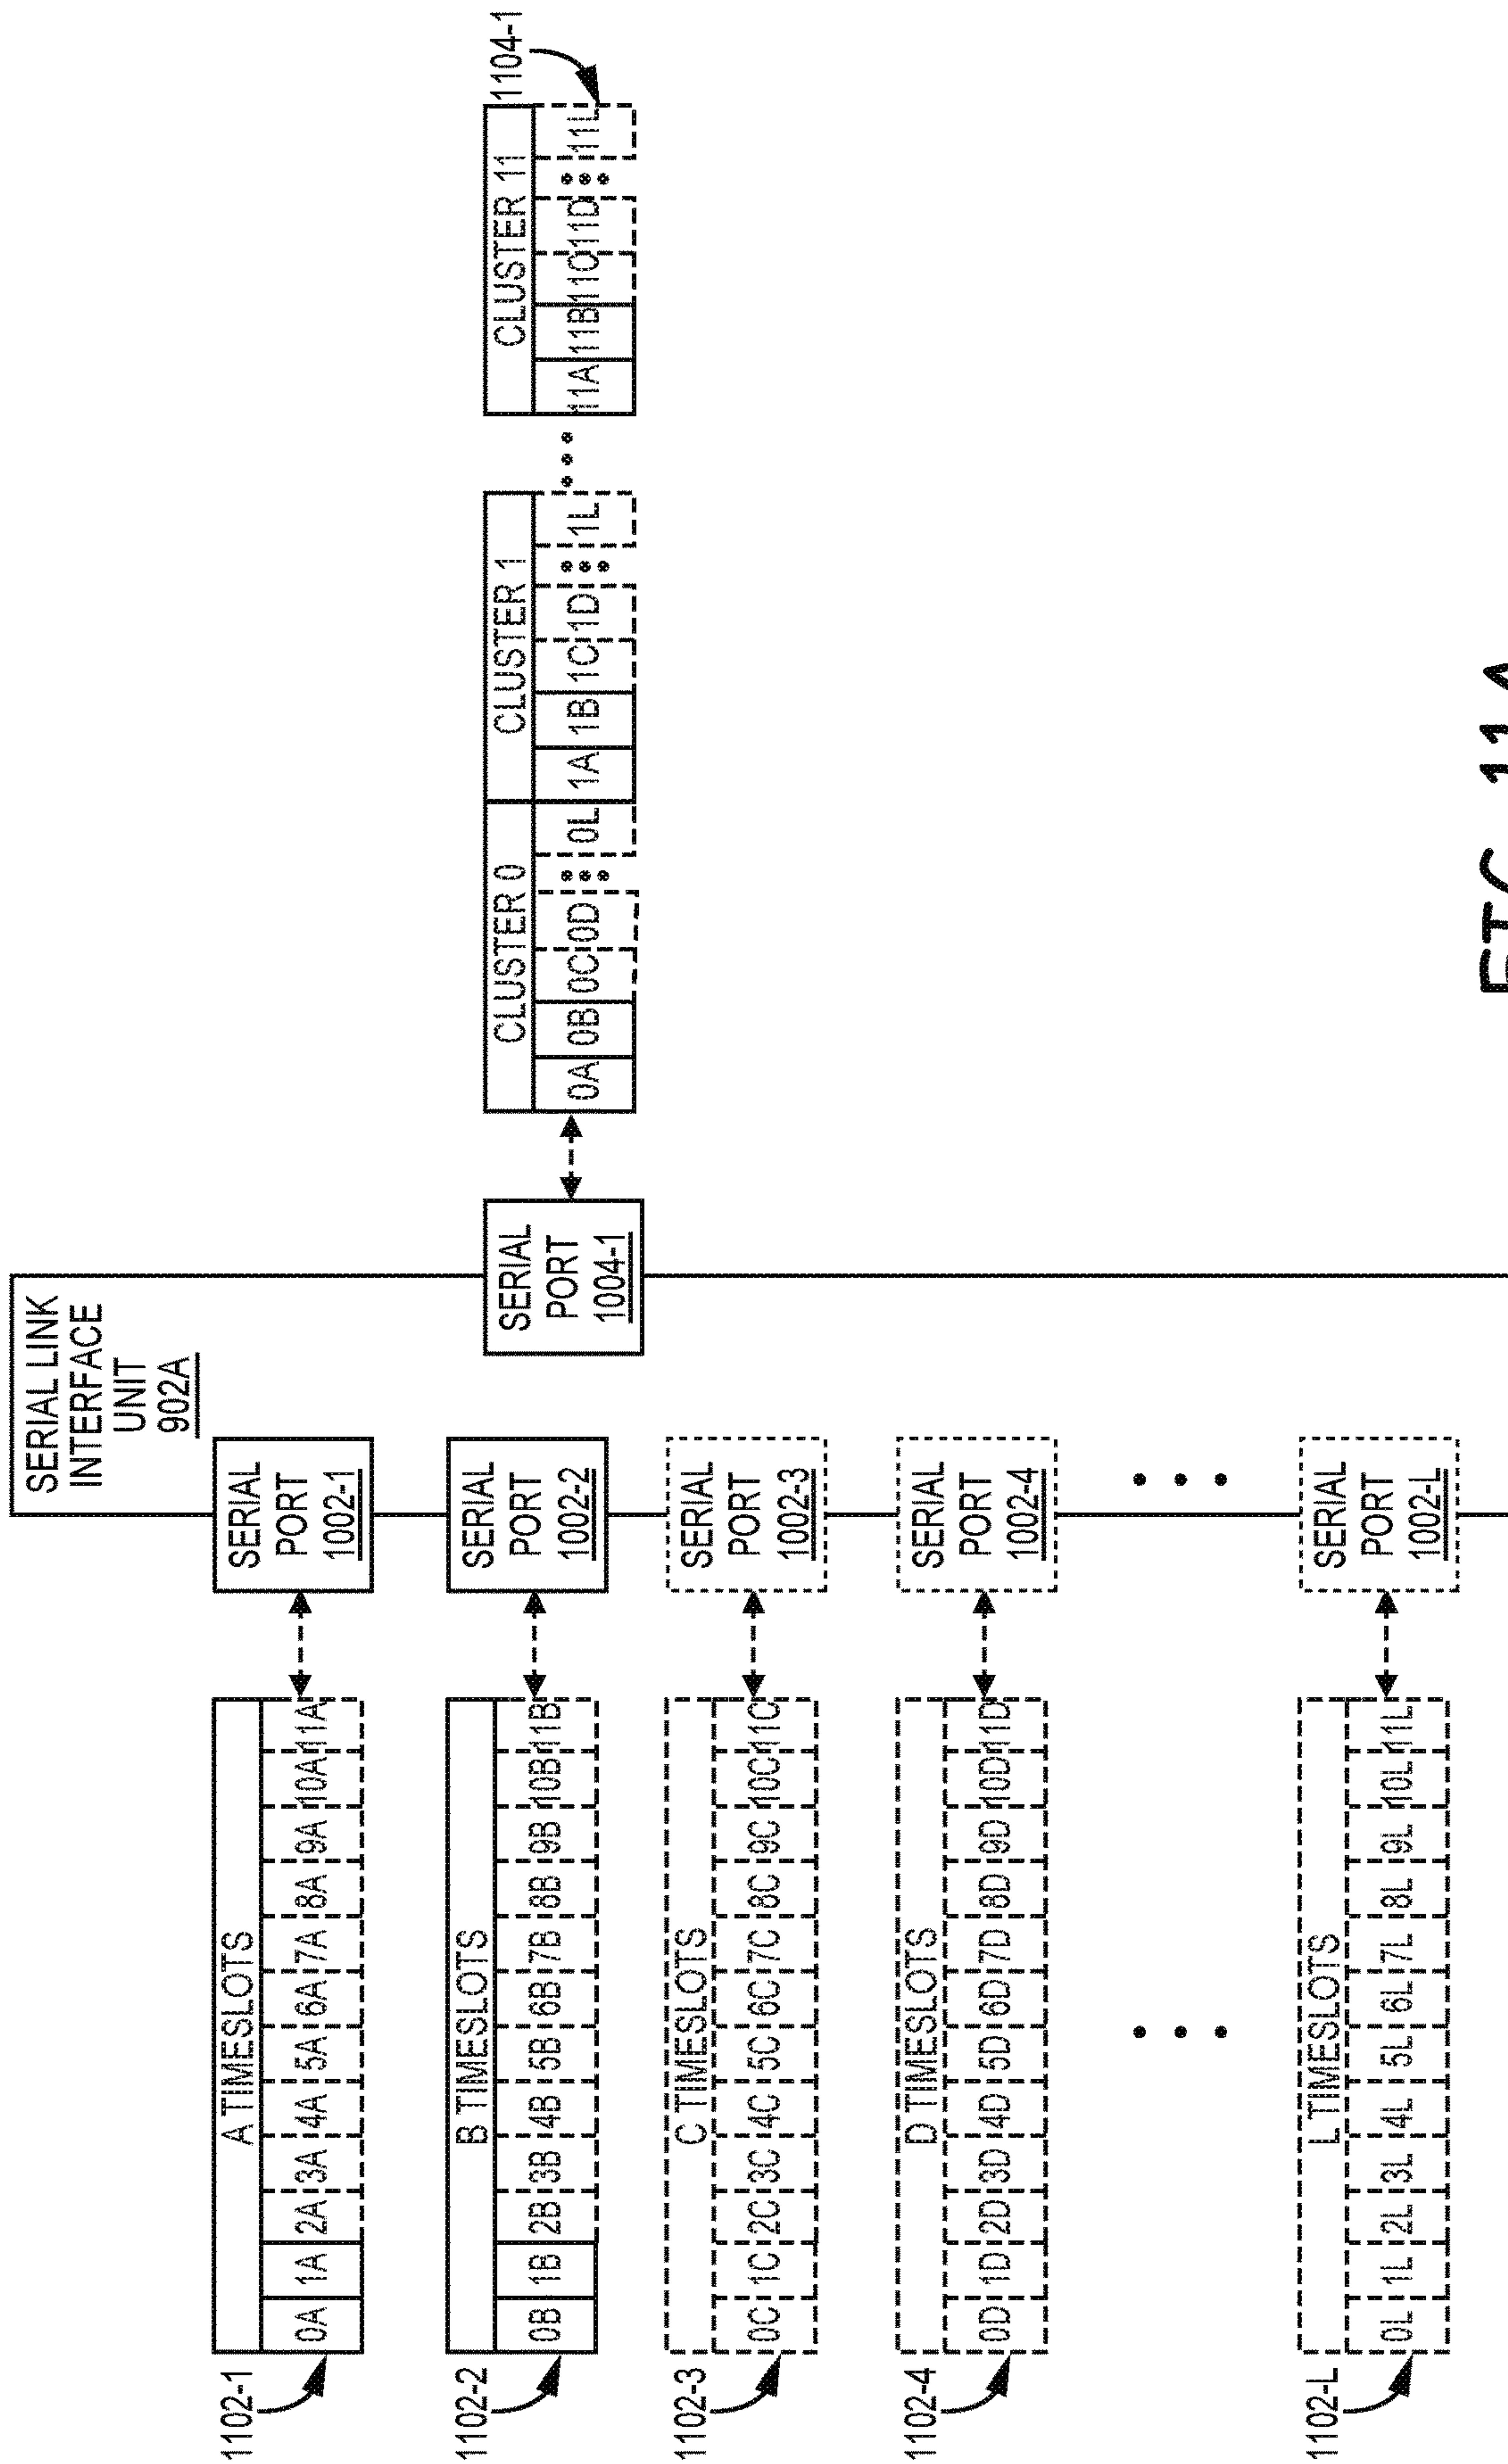 SERIAL LINK
INTERFACE
UNIT
902A
1102-1
A TIMESLOTS
0A 1A 2A 3A 4A 5A 6A 7A 8A 9A 10A 11A
SERIAL
PORT
1002-1
1102-2
B TIMESLOTS
0B 1B 2B 3B 4B 5B 6B 7B 8B 9B 10B 11B
SERIAL
PORT
1002-2
1102-3
C TIMESLOTS
0C 1C 2C 3C 4C 5C 6C 7C 8C 9C 10C 11C
SERIAL
PORT
1002-3
1102-4
D TIMESLOTS
0D 1D 2D 3D 4D 5D 6D 7D 8D 9D 10D 11D
SERIAL
PORT
1002-4
1102-L
L TIMESLOTS
0L 1L 2L 3L 4L 5L 6L 7L 8L 9L 10L 11L
SERIAL
PORT
1002-L
SERIAL
PORT
1004-1
CLUSTER 0
0A 0B 0C 0D 0L
CLUSTER 1
1A 1B 1C 1D 1L
CLUSTER 11
11A 11B 11C 11D 11L
1104-1
FIG. 11A